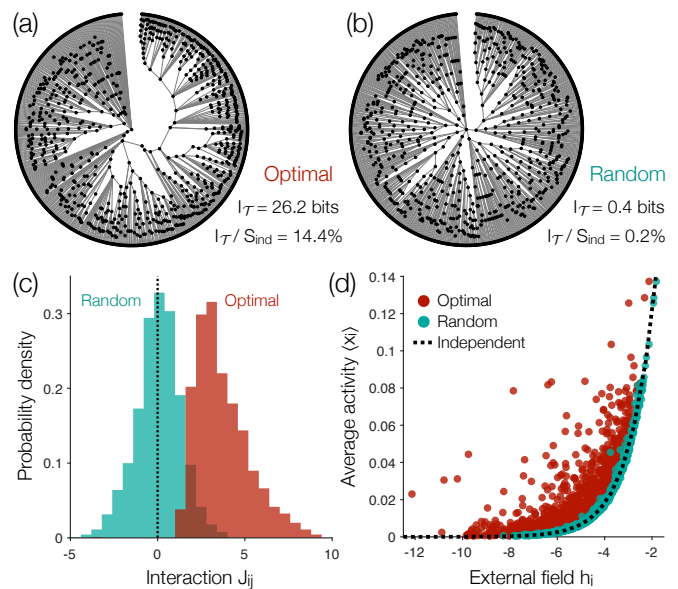 (a)
(b)
Optimal
I𝒯 = 26.2 bits
I𝒯 / Sind = 14.4%
Random
I𝒯 = 0.4 bits
I𝒯 / Sind = 0.2%
(c)
Random
Optimal
Probability density
0.3
0.2
0.1
0
-5
0
5
10
Interaction Jij
(d)
Optimal
Random
Independent
Average activity ⟨xi⟩
0.14
0.12
0.10
0.08
0.06
0.04
0.02
0
-12
-10
-8
-6
-4
-2
External field hi